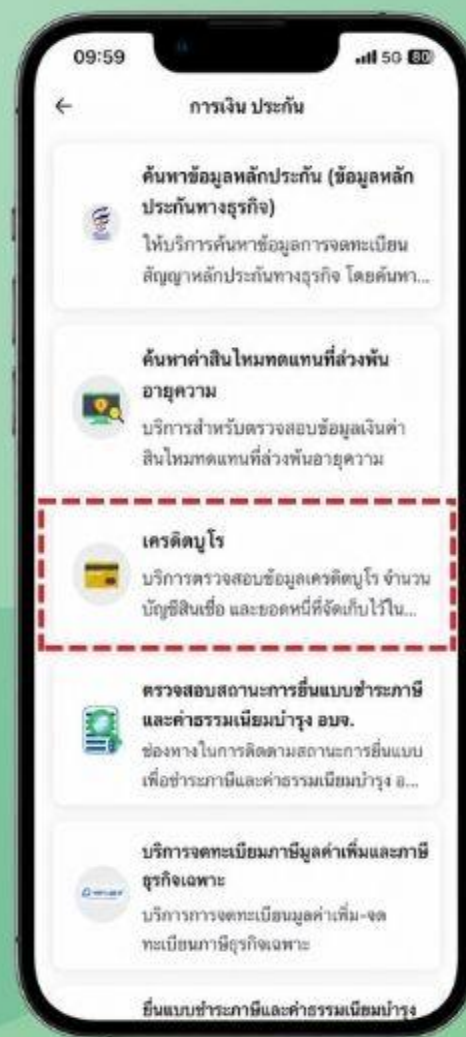 09:59
5G 80
การเงิน ประกัน
ค้นหาข้อมูลหลักประกัน (ข้อมูลหลัก
ประกันทางธุรกิจ)
ให้บริการค้นหาข้อมูลการจดทะเบียน
สัญญาหลักประกันทางธุรกิจ โดยค้นหา...
ค้นหาค่าสินไหมทดแทนที่ล่วงพ้น
อายุความ
บริการสำหรับตรวจสอบข้อมูลเงินค่า
สินไหมทดแทนที่ล่วงพ้นอายุความ
เครดิตบูโร
บริการตรวจสอบข้อมูลเครดิตบูโร จำนวน
บัญชีสินเชื่อ และยอดหนี้ที่จัดเก็บไว้ใน...
ตรวจสอบสถานะการยื่นแบบชำระภาษี
และค่าธรรมเนียมบำรุง อบจ.
ช่องทางในการติดตามสถานะการยื่นแบบ
เพื่อชำระภาษีและค่าธรรมเนียมบำรุง อ...
บริการจดทะเบียนภาษีมูลค่าเพิ่มและภาษี
ธุรกิจเฉพาะ
บริการการจดทะเบียนมูลค่าเพิ่ม-จด
ทะเบียนภาษีธุรกิจเฉพาะ
ยื่นแบบชำระภาษีและค่าธรรมเนียมบำรุง